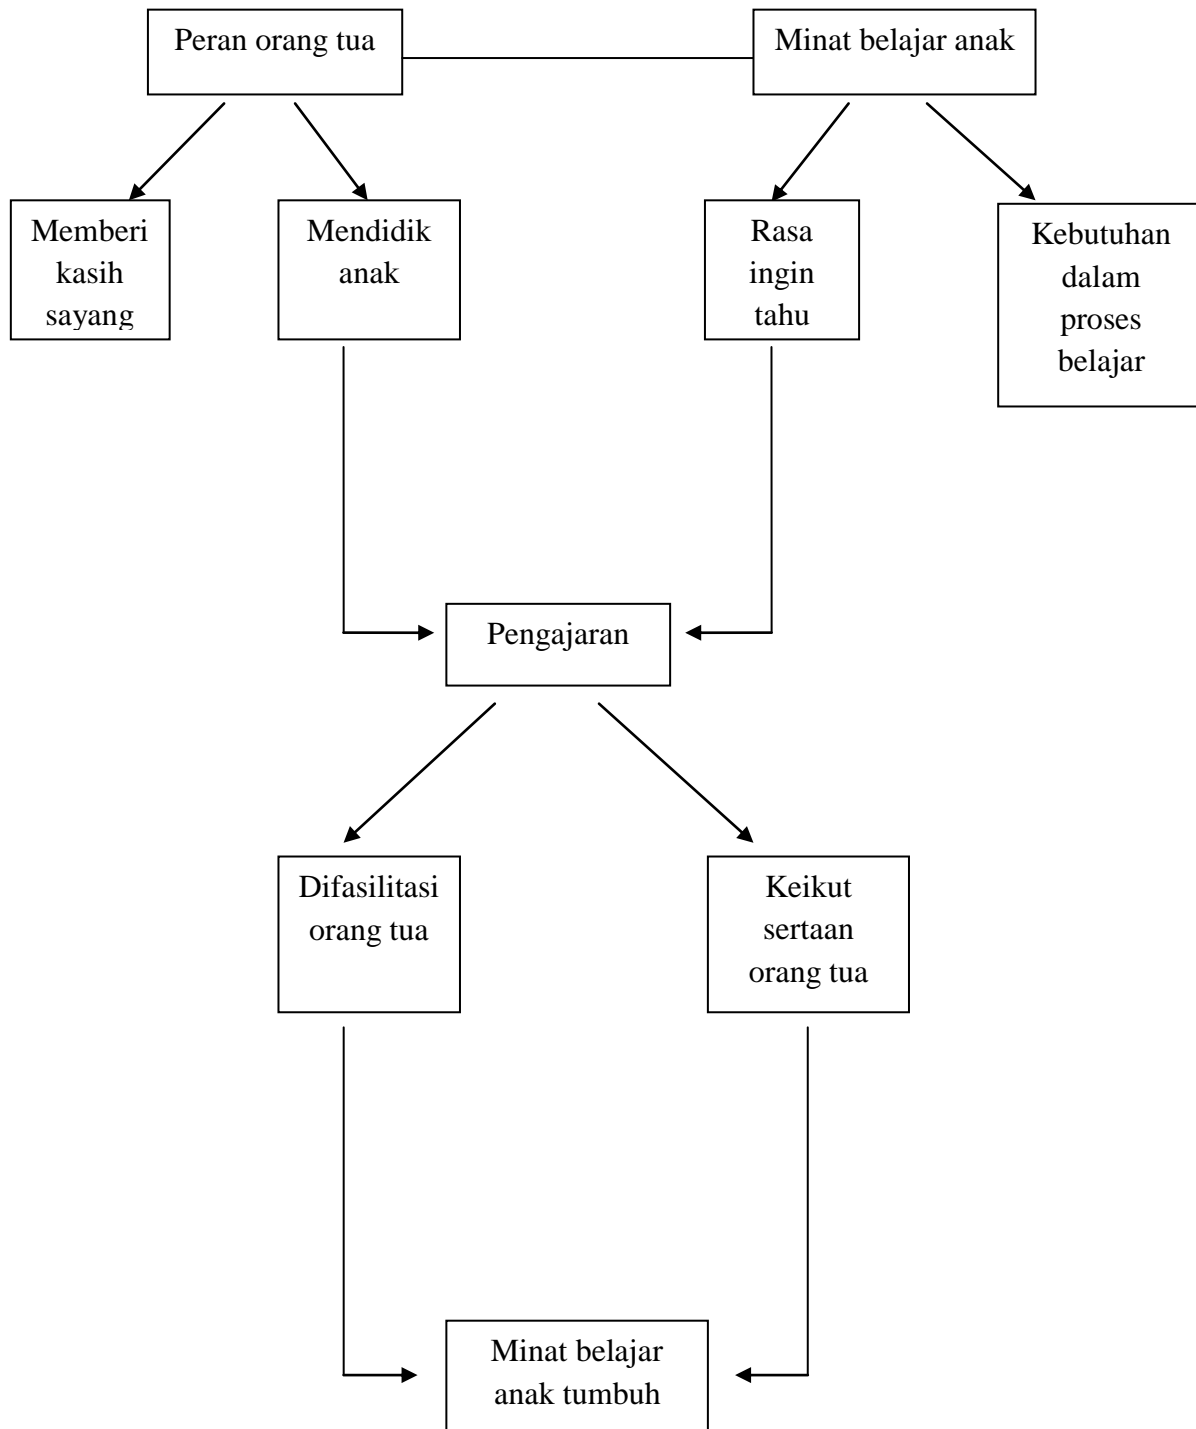 Peran orang tua
Minat belajar anak
Memberi
kasih
sayang
Mendidik
anak
Rasa
ingin
tahu
Kebutuhan
dalam
proses
belajar
Pengajaran
Difasilitasi
orang tua
Keikut
sertaan
orang tua
Minat belajar
anak tumbuh